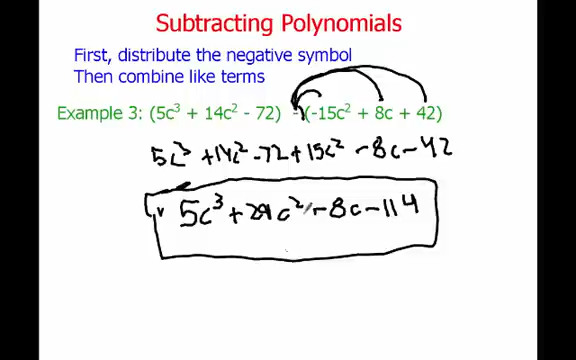 Subtracting Polynomials
First, distribute the negative symbol
Then combine like terms
Example 3: (5c³ + 14c² - 72) - (-15c² + 8c + 42)
5c³ + 14c² - 72 + 15c² - 8c - 42
5c³ + 29c² - 8c - 114